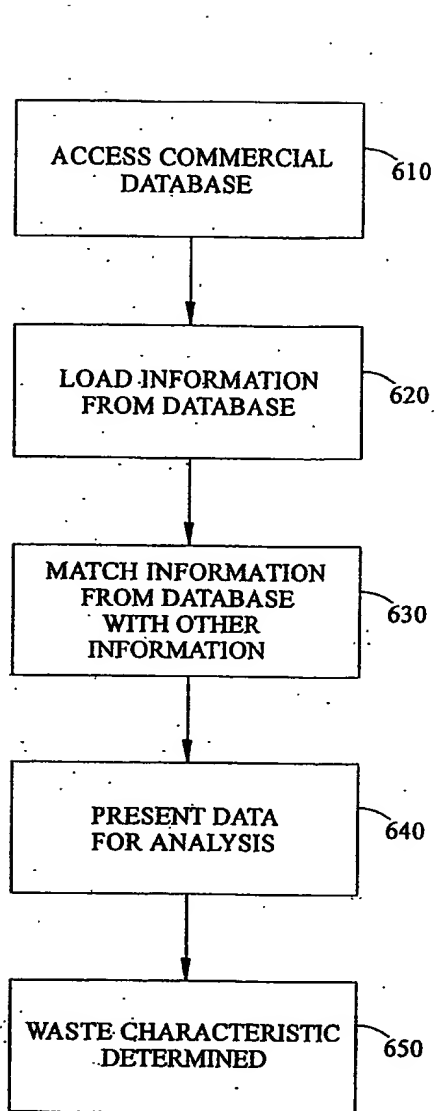 ACCESS COMMERCIAL
DATABASE
610
LOAD INFORMATION
FROM DATABASE
620
MATCH INFORMATION
FROM DATABASE
WITH OTHER
INFORMATION
630
PRESENT DATA
FOR ANALYSIS
640
WASTE CHARACTERISTIC
DETERMINED
650